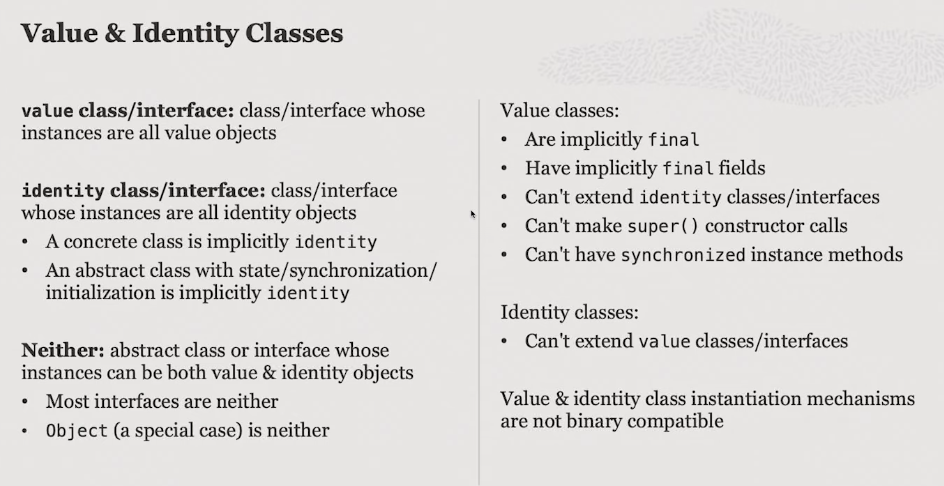 Value & Identity Classes
value class/interface: class/interface whose
instances are all value objects
identity class/interface: class/interface
whose instances are all identity objects
• A concrete class is implicitly identity
• An abstract class with state/synchronization/
initialization is implicitly identity
Neither: abstract class or interface whose
instances can be both value & identity objects
• Most interfaces are neither
• Object (a special case) is neither
Value classes:
• Are implicitly final
• Have implicitly final fields
• Can't extend identity classes/interfaces
• Can't make super() constructor calls
• Can't have synchronized instance methods
Identity classes:
• Can't extend value classes/interfaces
Value & identity class instantiation mechanisms
are not binary compatible